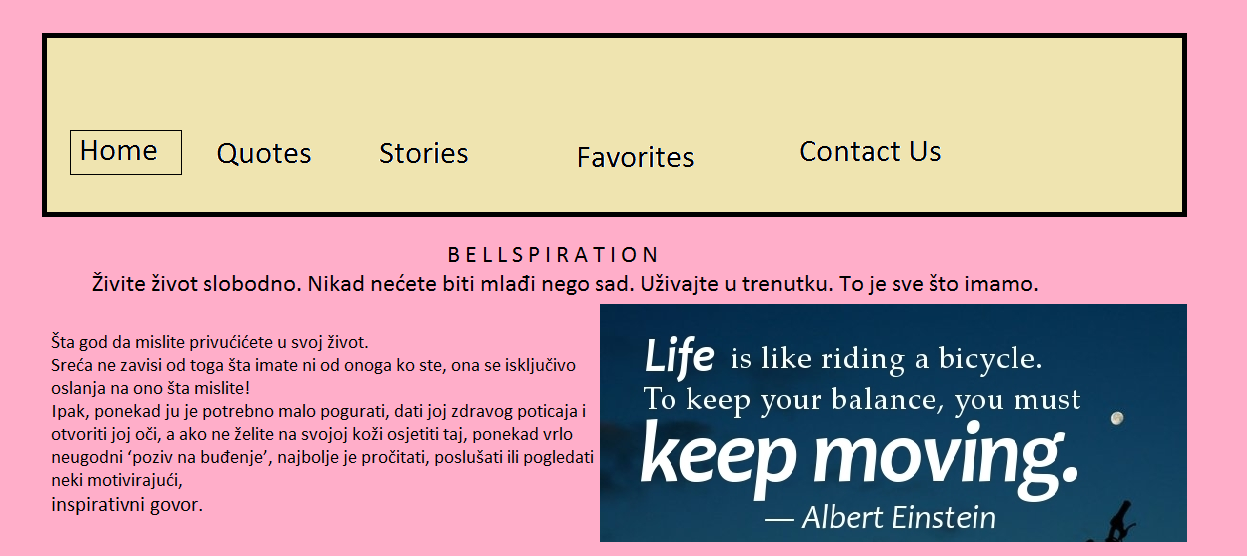 Home Quotes Stories Favorites Contact Us
BELLSPIRATION
Živite život slobodno. Nikad nećete biti mlađi nego sad. Uživajte u trenutku. To je sve što imamo.
Šta god da mislite privućićete u svoj život.
Sreća ne zavisi od toga šta imate ni od onoga ko ste, ona se isključivo
oslanja na ono šta mislite!
Ipak, ponekad ju je potrebno malo pogurati, dati joj zdravog poticaja i
otvoriti joj oči, a ako ne želite na svojoj koži osjetiti taj, ponekad vrlo
neugodni ‘poziv na buđenje’, najbolje je pročitati, poslušati ili pogledati
neki motivirajući,
inspirativni govor.
Life is like riding a bicycle.
To keep your balance, you must
keep moving.
— Albert Einstein